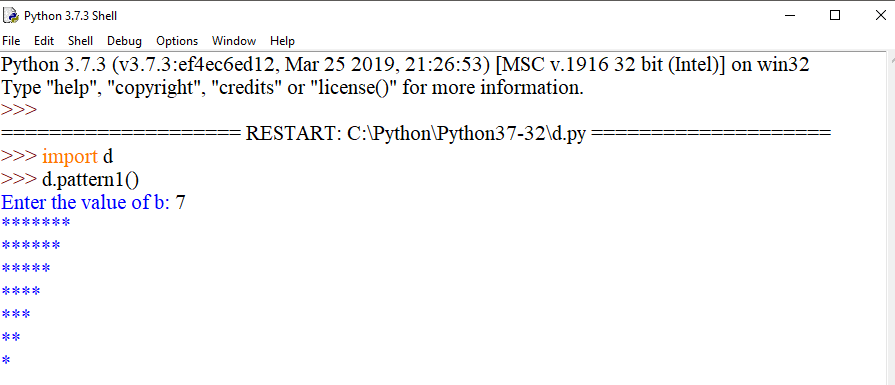 Python 3.7.3 Shell
File Edit Shell Debug Options Window Help
Python 3.7.3 (v3.7.3:ef4ec6ed12, Mar 25 2019, 21:26:53) [MSC v.1916 32 bit (Intel)] on win32
Type "help", "copyright", "credits" or "license()" for more information.
>>>
==================== RESTART: C:\Python\Python37-32\d.py ====================
>>> import d
>>> d.pattern1()
Enter the value of b: 7
*******
******
*****
****
***
**
*